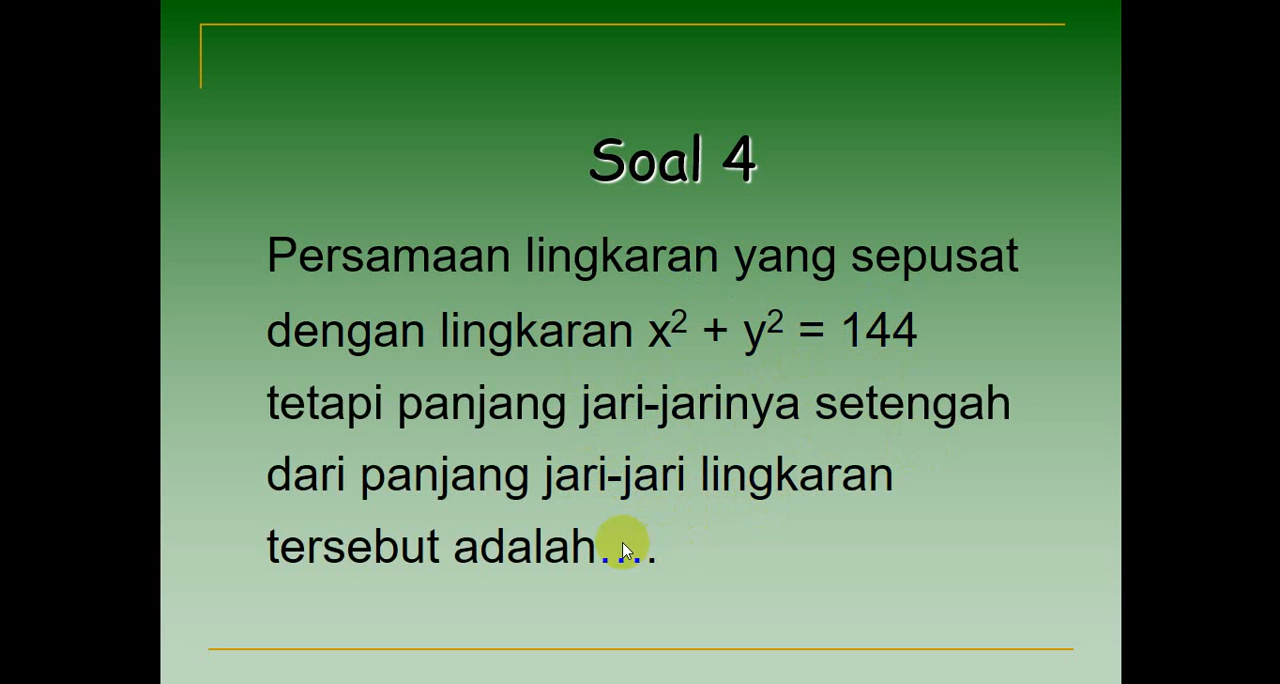 Soal 4
Persamaan lingkaran yang sepusat
dengan lingkaran x² + y² = 144
tetapi panjang jari-jarinya setengah
dari panjang jari-jari lingkaran
tersebut adalah....